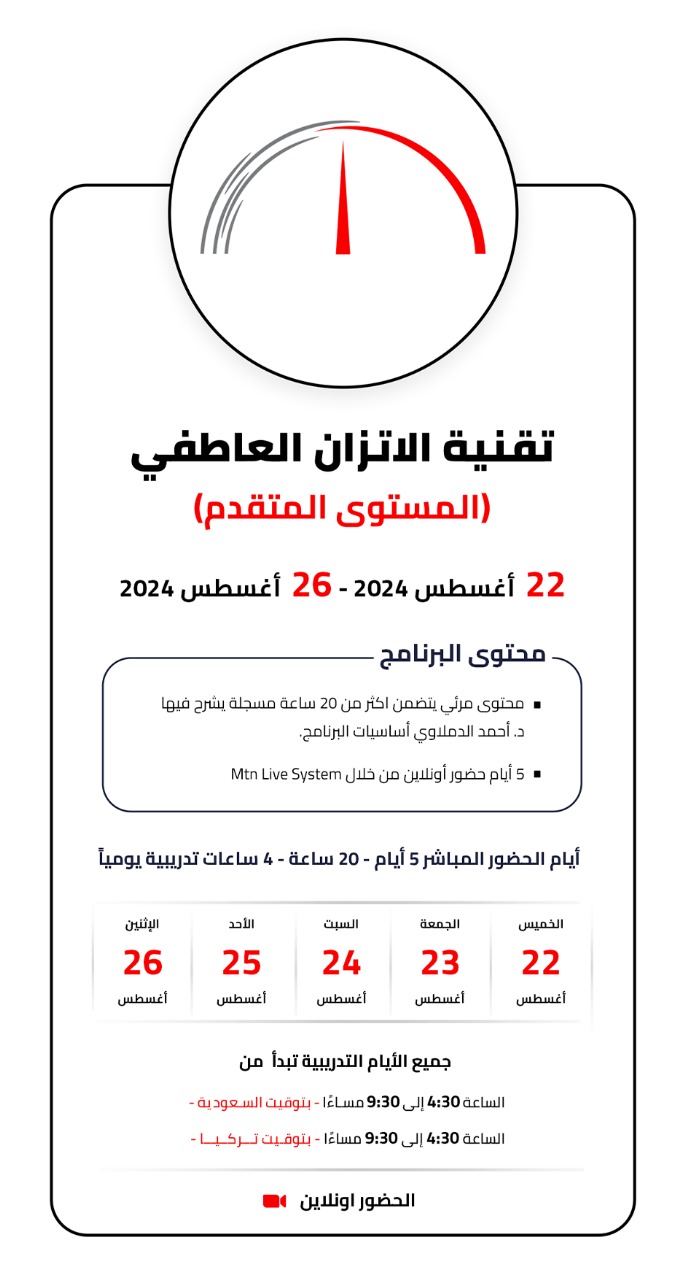 تقنية الاتزان العاطفي
(المستوى المتقدم)
22 أغسطس 2024 - 26 أغسطس 2024
محتوى البرنامج
▪ محتوى مرئي يتضمن اكثر من 20 ساعة مسجلة يشرح فيها
د. أحمد الدملاوي أساسيات البرنامج.
▪ 5 أيام حضور أونلاين من خلال Mtn Live System
أيام الحضور المباشر 5 أيام - 20 ساعة - 4 ساعات تدريبية يومياً
الخميس الجمعة السبت الأحد الإثنين
22 23 24 25 26
أغسطس أغسطس أغسطس أغسطس أغسطس
جميع الأيام التدريبية تبدأ من
الساعة 4:30 إلى 9:30 مساءًا - بتوقيت السعودية -
الساعة 4:30 إلى 9:30 مساءًا - بتوقيت تــركــيــا -
الحضور اونلاين